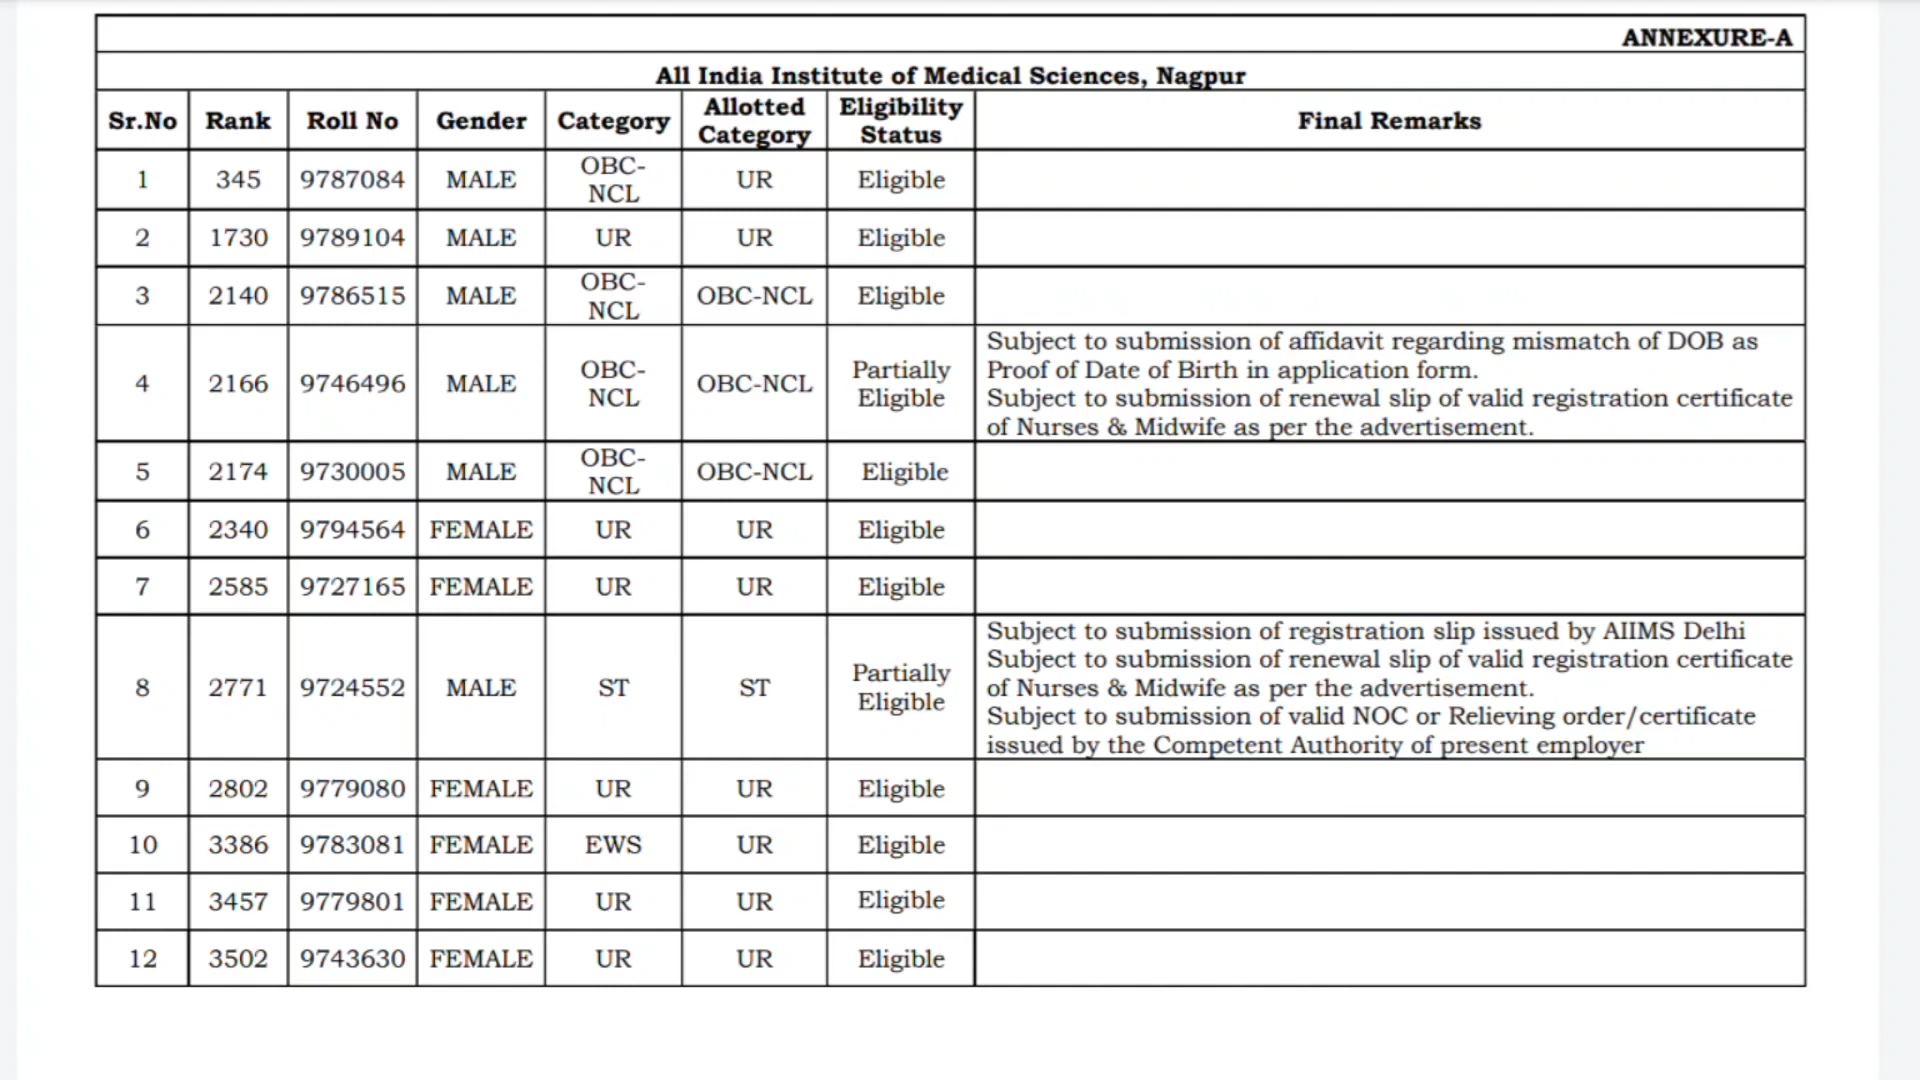 ANNEXURE-A
All India Institute of Medical Sciences, Nagpur
Sr.No Rank Roll No Gender Category Allotted Category Eligibility Status Final Remarks
1 345 9787084 MALE OBC-NCL UR Eligible
2 1730 9789104 MALE UR UR Eligible
3 2140 9786515 MALE OBC-NCL OBC-NCL Eligible
4 2166 9746496 MALE OBC-NCL OBC-NCL Partially Eligible
Subject to submission of affidavit regarding mismatch of DOB as
Proof of Date of Birth in application form.
Subject to submission of renewal slip of valid registration certificate
of Nurses & Midwife as per the advertisement.
5 2174 9730005 MALE OBC-NCL OBC-NCL Eligible
6 2340 9794564 FEMALE UR UR Eligible
7 2585 9727165 FEMALE UR UR Eligible
8 2771 9724552 MALE ST ST Partially Eligible
Subject to submission of registration slip issued by AIIMS Delhi
Subject to submission of renewal slip of valid registration certificate
of Nurses & Midwife as per the advertisement.
Subject to submission of valid NOC or Relieving order/certificate
issued by the Competent Authority of present employer
9 2802 9779080 FEMALE UR UR Eligible
10 3386 9783081 FEMALE EWS UR Eligible
11 3457 9779801 FEMALE UR UR Eligible
12 3502 9743630 FEMALE UR UR Eligible